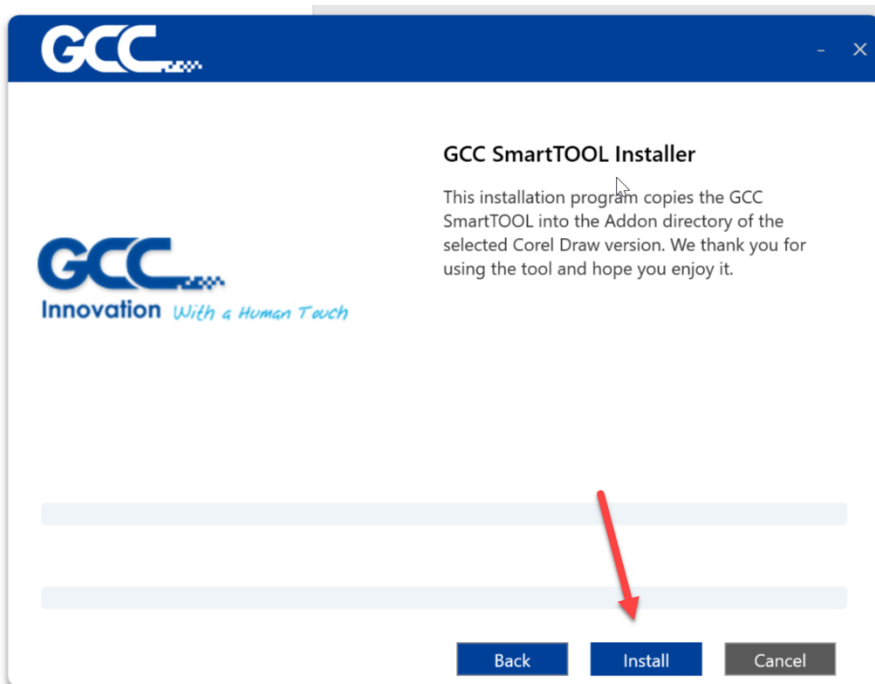 GCC
GCC SmartTOOL Installer
This installation program copies the GCC
SmartTOOL into the Addon directory of the
selected Corel Draw version. We thank you for
using the tool and hope you enjoy it.
GCC
Innovation With a Human Touch
Back Install Cancel